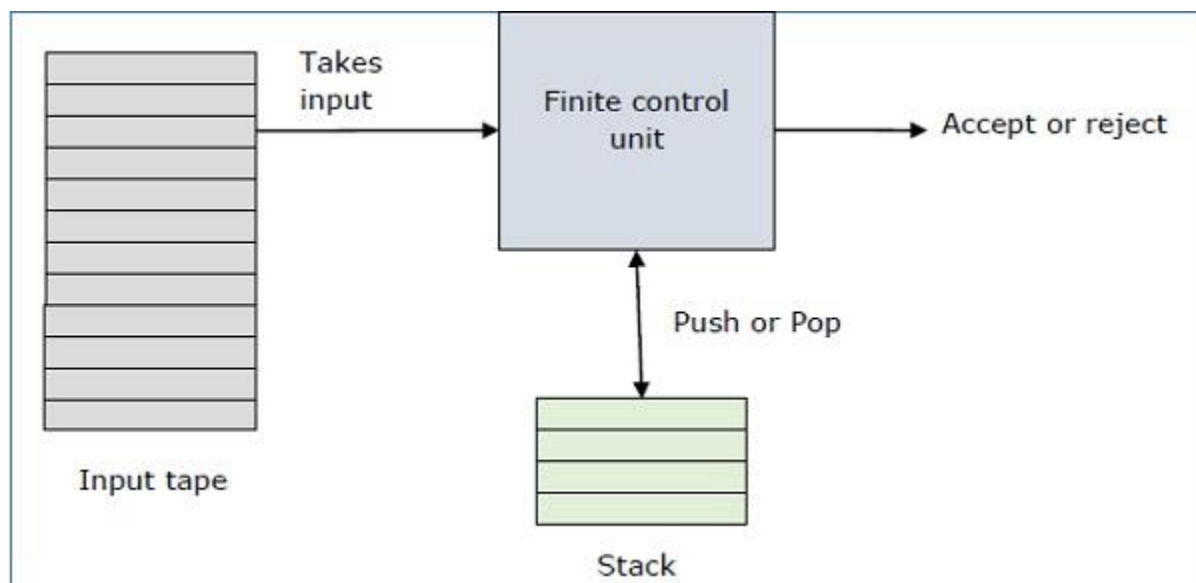 Takes
input
Finite control
unit
Accept or reject
Push or Pop
Input tape
Stack